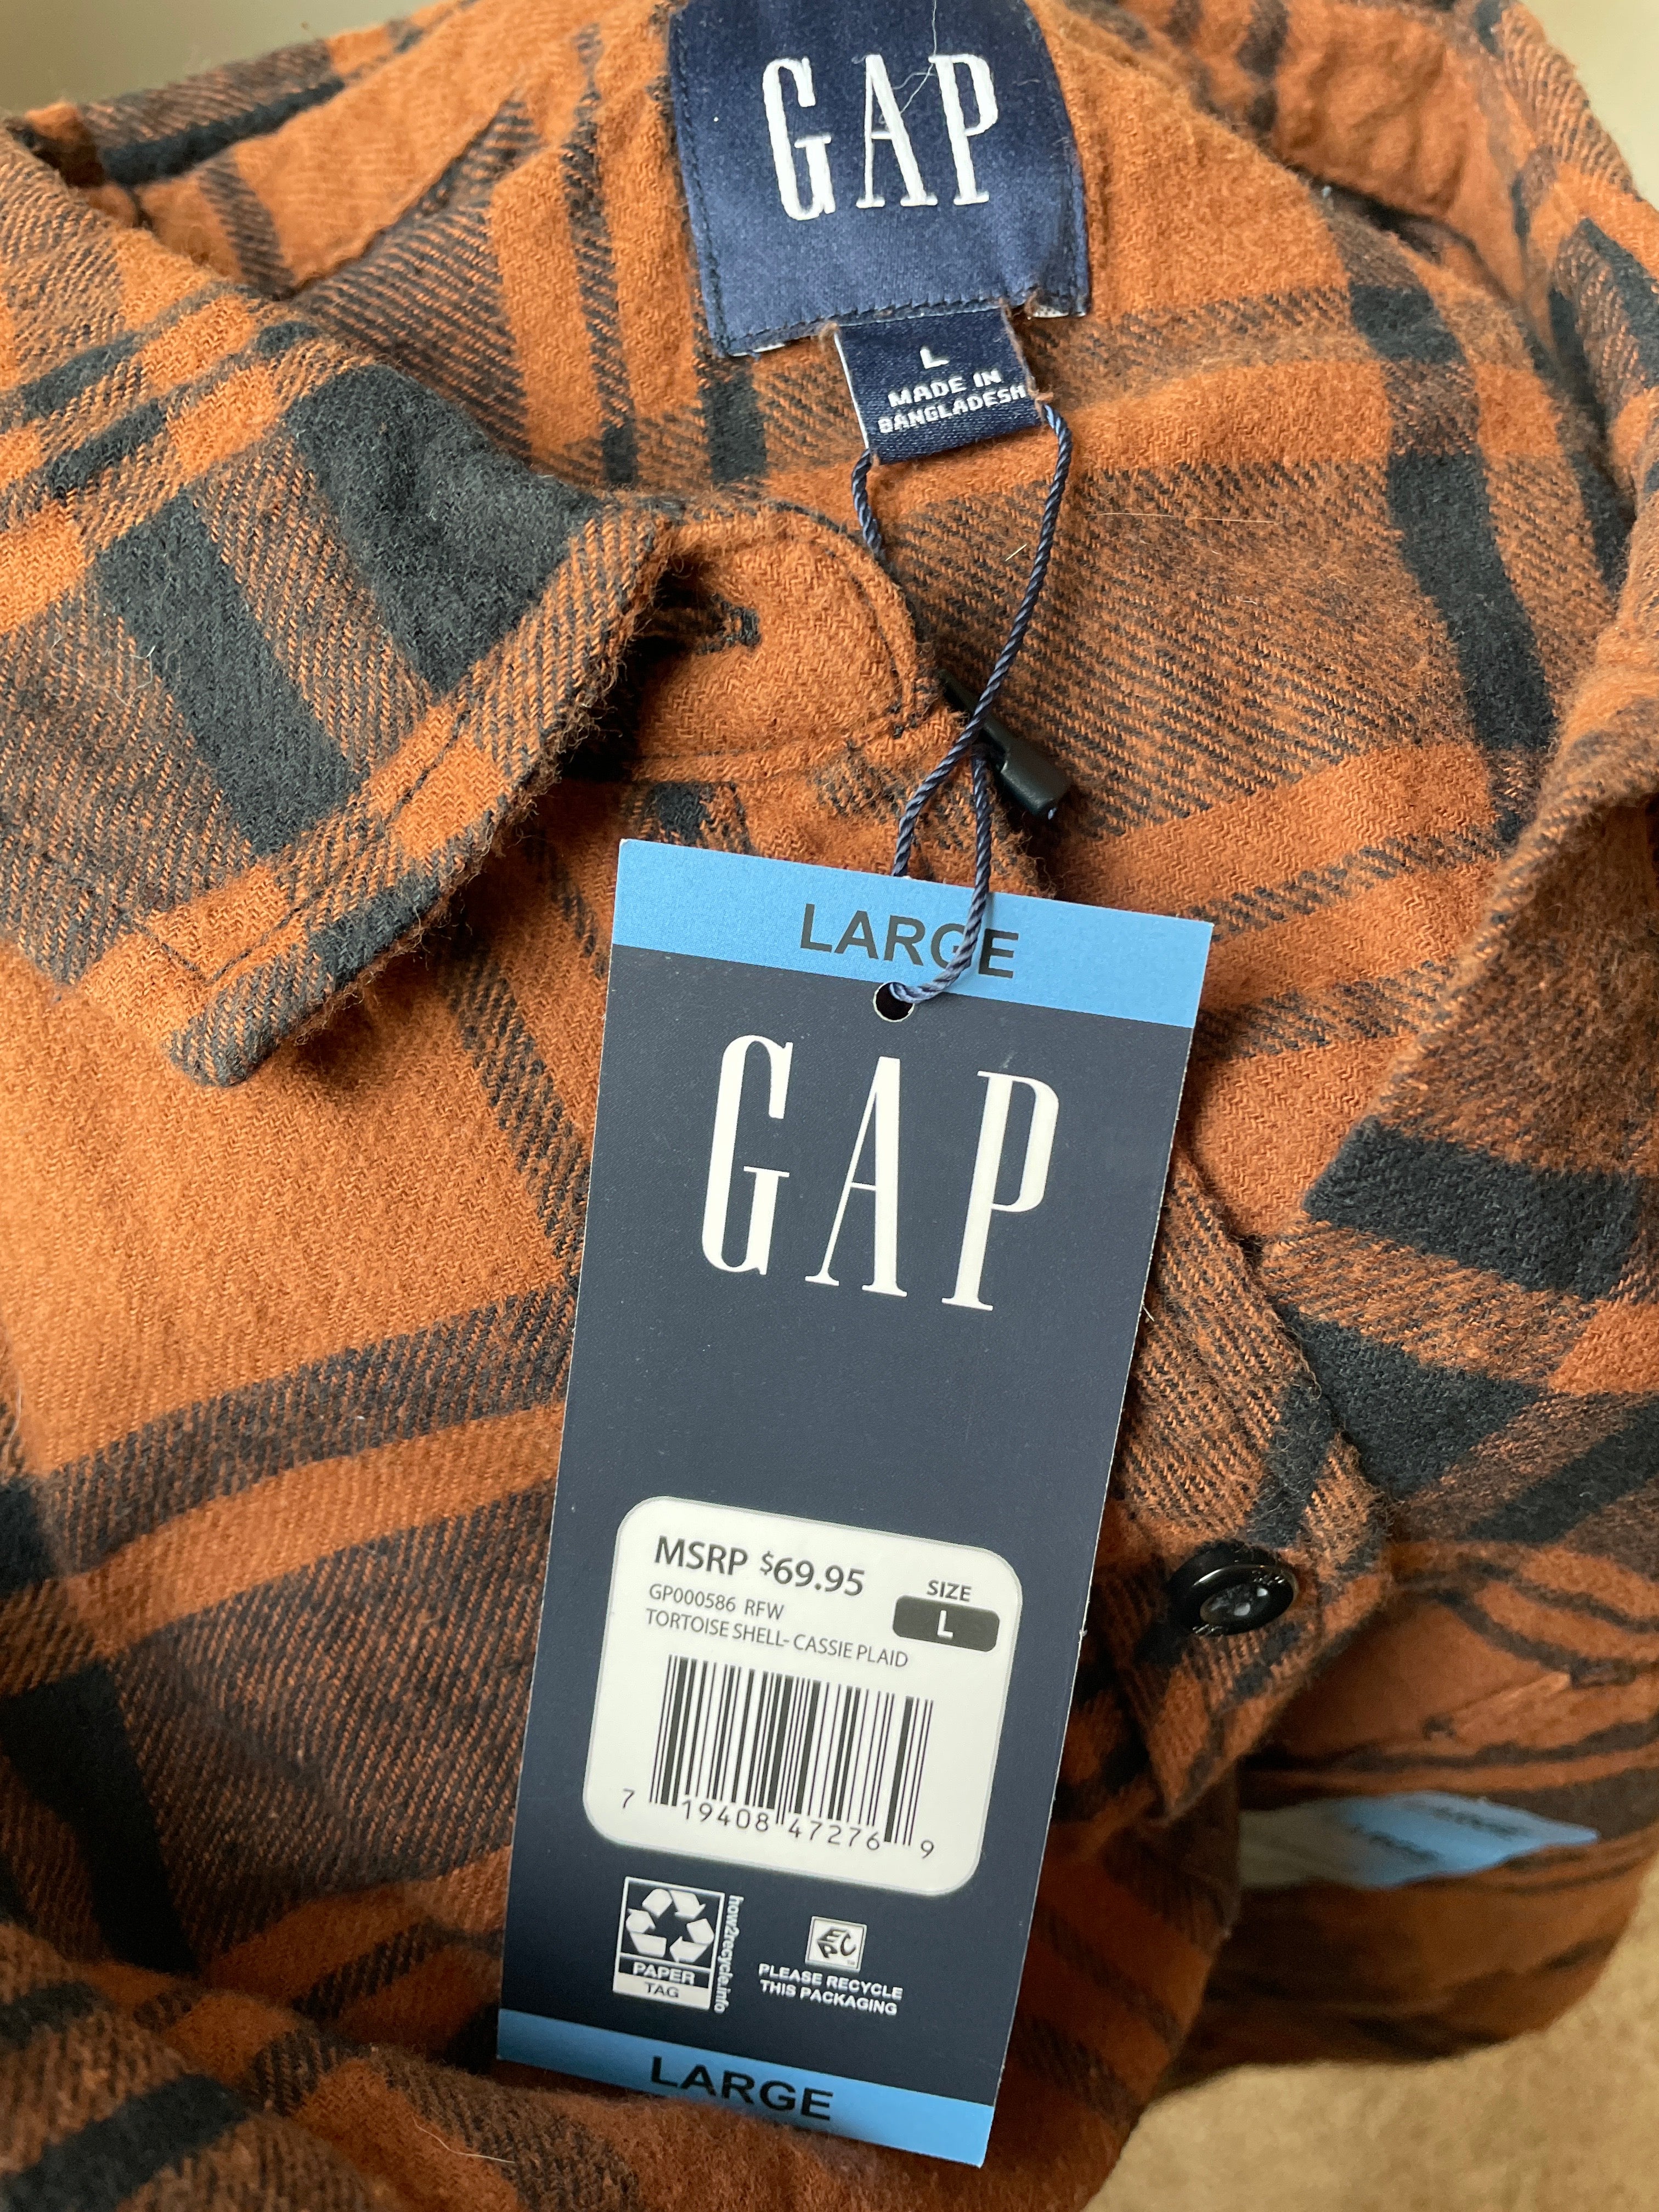 GAP
L
MADE IN
BANGLADESH
LARGE
GAP
MSRP $69.95
GP000586 RFW
TORTOISE SHELL- CASSIE PLAID
SIZE
L
7 19408 47276 9
PAPER
TAG
how2recycle.info
EPC
PLEASE RECYCLE
THIS PACKAGING
LARGE